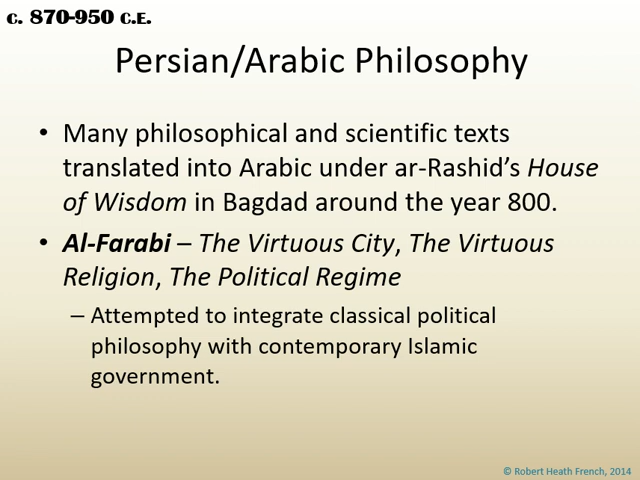 c. 870-950 C.E.
Persian/Arabic Philosophy
• Many philosophical and scientific texts
translated into Arabic under ar-Rashid’s House
of Wisdom in Bagdad around the year 800.
• Al-Farabi – The Virtuous City, The Virtuous
Religion, The Political Regime
– Attempted to integrate classical political
philosophy with contemporary Islamic
government.
© Robert Heath French, 2014